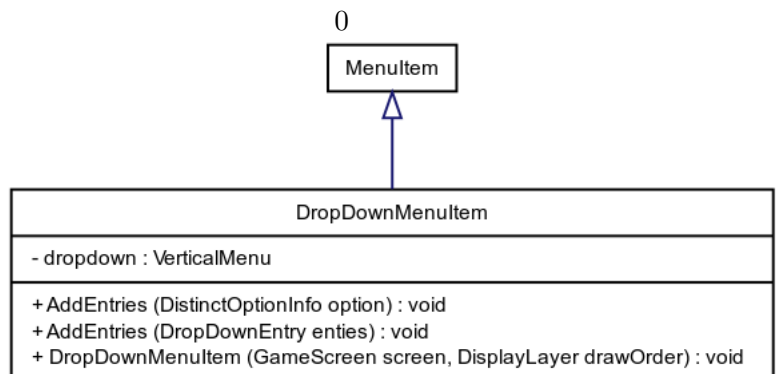 0
MenuItem
DropDownMenuItem
- dropdown : VerticalMenu
+ AddEntries (DistinctOptionInfo option) : void
+ AddEntries (DropDownEntry enties) : void
+ DropDownMenuItem (GameScreen screen, DisplayLayer drawOrder) : void